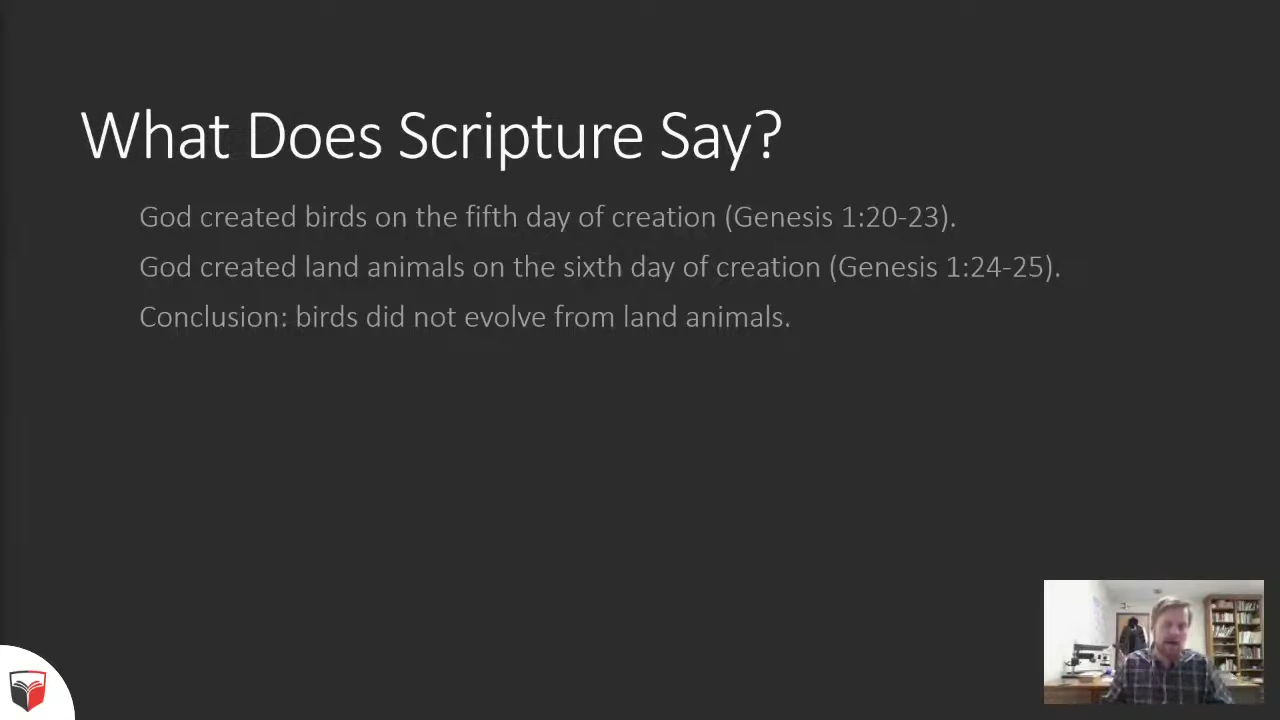 What Does Scripture Say?
God created birds on the fifth day of creation (Genesis 1:20-23).
God created land animals on the sixth day of creation (Genesis 1:24-25).
Conclusion: birds did not evolve from land animals.